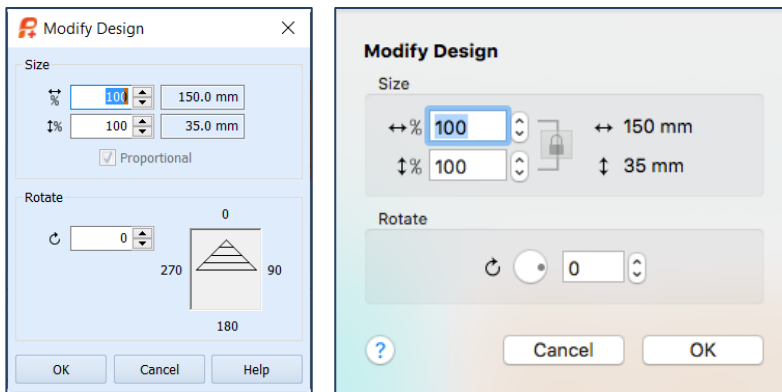 Modify Design
Size
% 100 150.0 mm
% 100 35.0 mm
Proportional
Rotate
0
0
270 90
180
OK Cancel Help
Modify Design
Size
% 100 150 mm
% 100 35 mm
Rotate
0
? Cancel OK